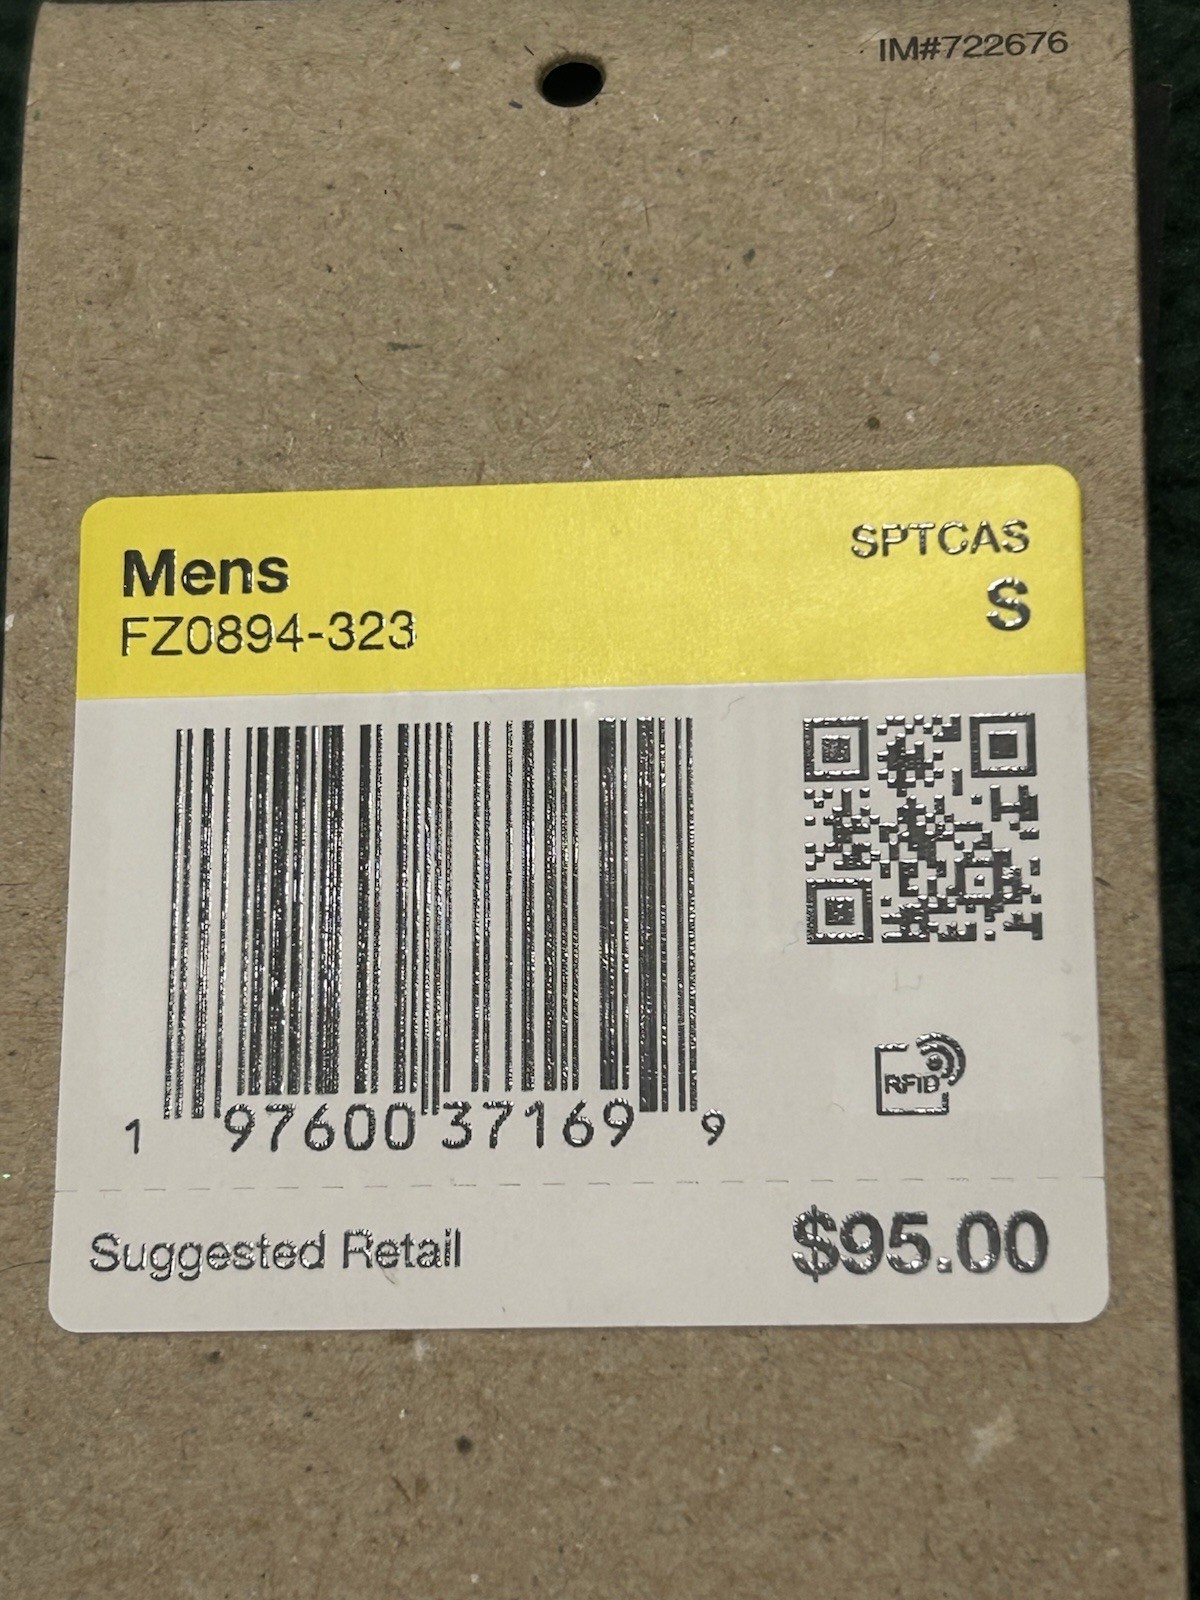 IM#722676
Mens
SPTCAS
FZ0894-323
S
RFID
1 97600 37169 9
Suggested Retail
$95.00